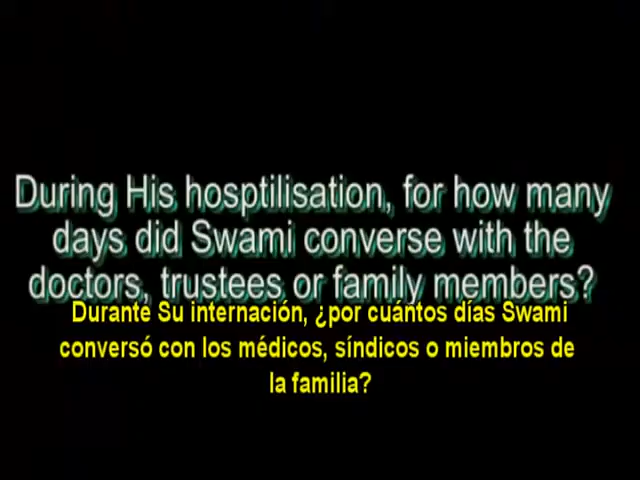 During His hosptilisation, for how many
days did Swami converse with the
doctors, trustees or family members?
Durante Su internación, ¿por cuántos días Swami
conversó con los médicos, síndicos o miembros de
la familia?